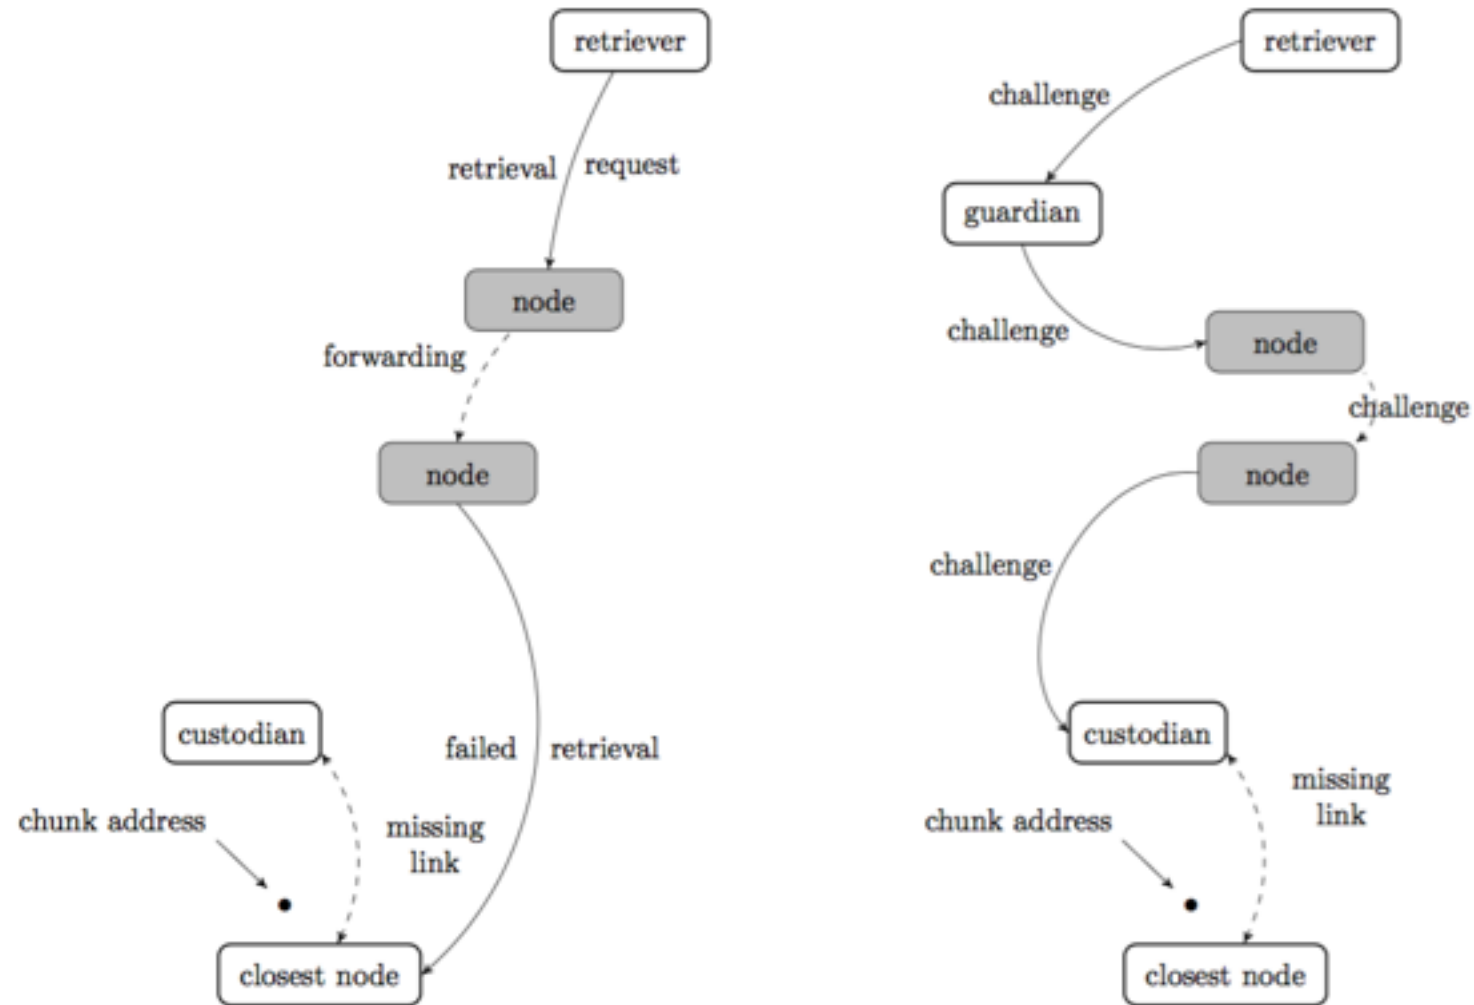 retriever
retrieval request
node
forwarding
node
failed retrieval
custodian
chunk address
missing
link
closest node
retriever
challenge
guardian
challenge
node
challenge
node
challenge
custodian
missing
link
chunk address
closest node